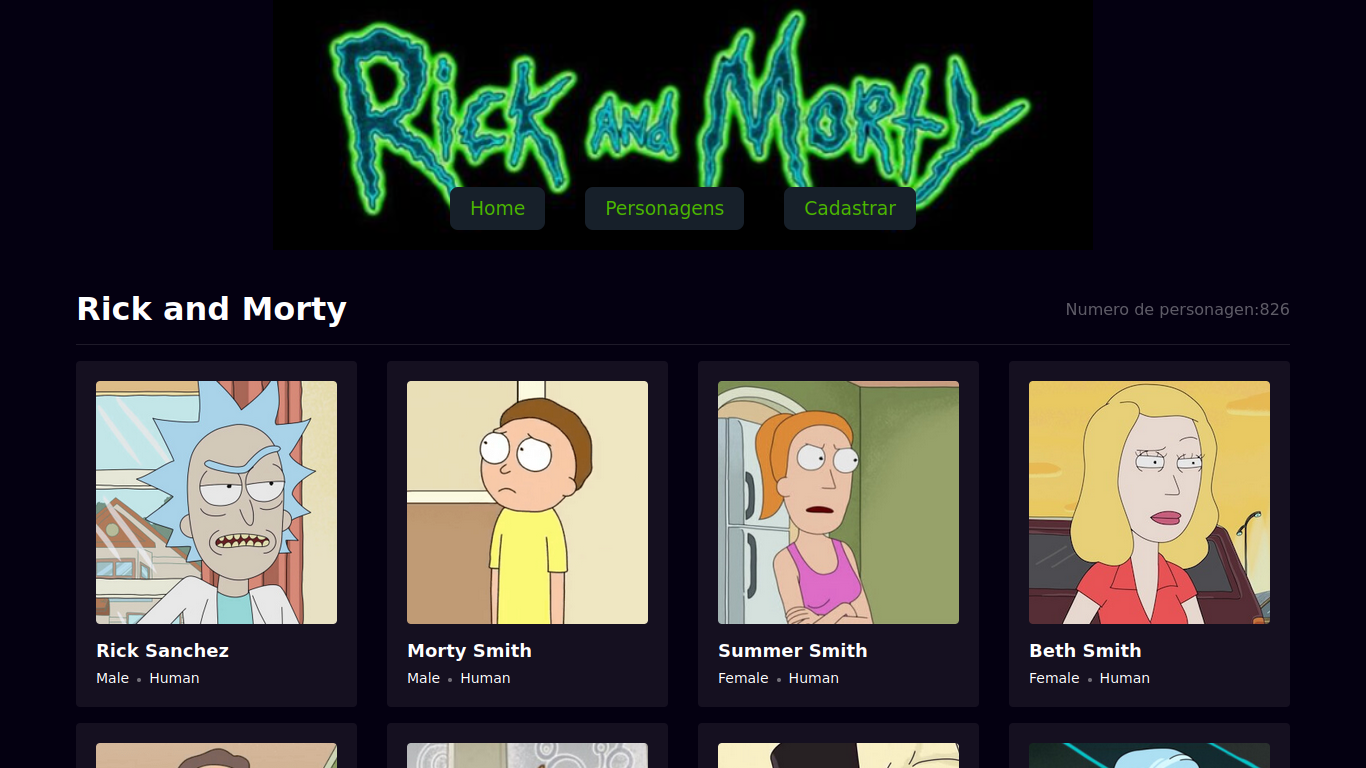 Rick and Morty
Home
Personagens
Cadastrar
Rick and Morty
Numero de personagen:826
Rick Sanchez
Male • Human
Morty Smith
Male • Human
Summer Smith
Female • Human
Beth Smith
Female • Human